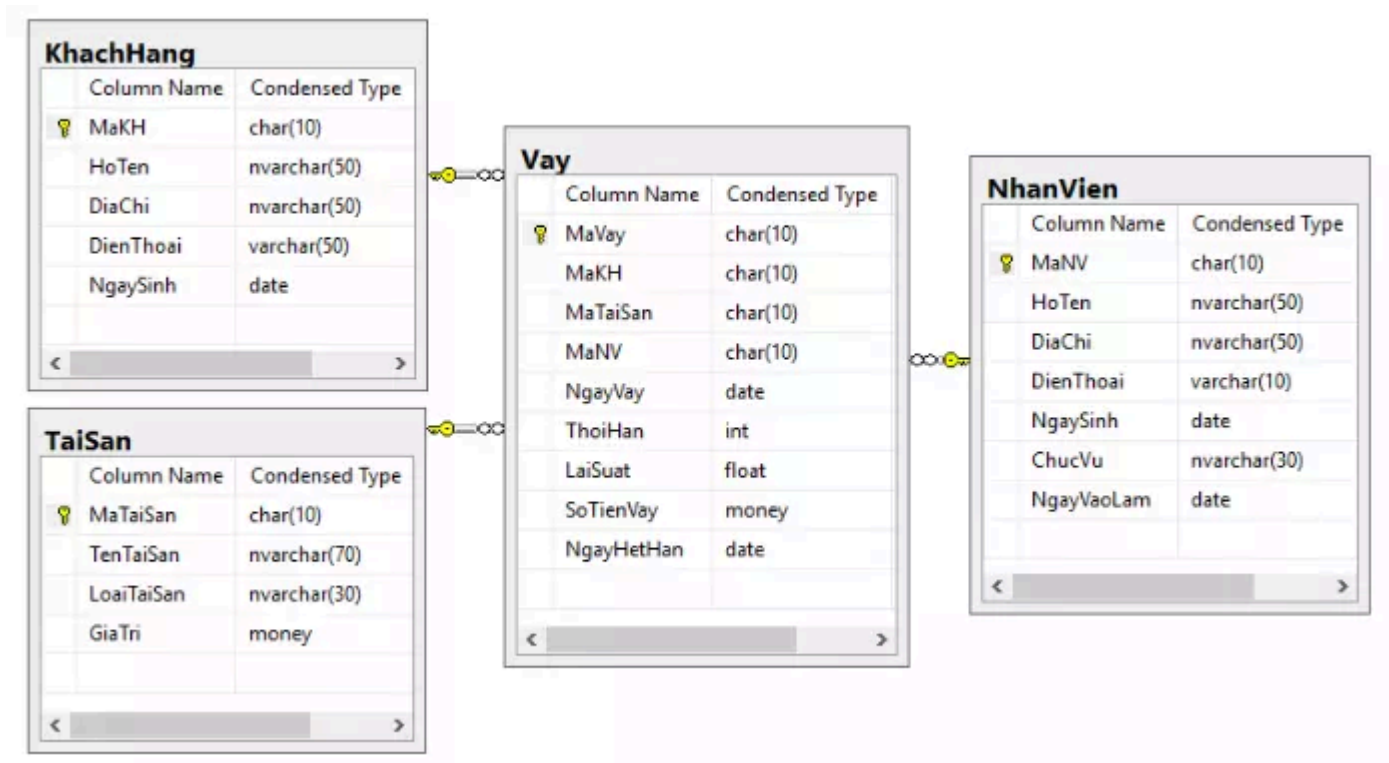 KhachHang
Column Name Condensed Type
MaKH char(10)
HoTen nvarchar(50)
DiaChi nvarchar(50)
DienThoai varchar(50)
NgaySinh date
TaiSan
Column Name Condensed Type
MaTaiSan char(10)
TenTaiSan nvarchar(70)
LoaiTaiSan nvarchar(30)
GiaTri money
Vay
Column Name Condensed Type
MaVay char(10)
MaKH char(10)
MaTaiSan char(10)
MaNV char(10)
NgayVay date
ThoiHan int
LaiSuat float
SoTienVay money
NgayHetHan date
NhanVien
Column Name Condensed Type
MaNV char(10)
HoTen nvarchar(50)
DiaChi nvarchar(50)
DienThoai varchar(10)
NgaySinh date
ChucVu nvarchar(30)
NgayVaoLam date